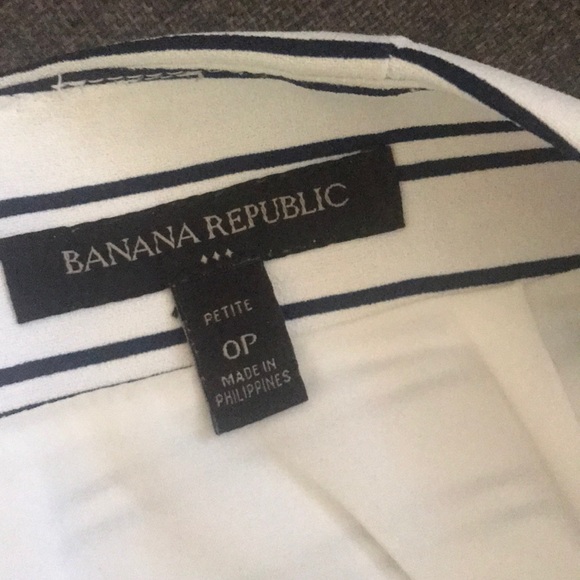 BANANA REPUBLIC
PETITE
0P
MADE IN
PHILIPPINES